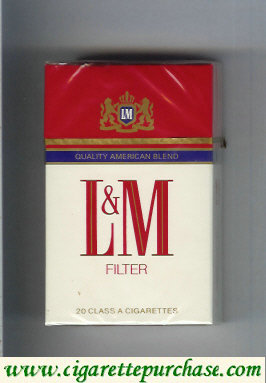 LM
QUALITY AMERICAN BLEND
L&M
FILTER
20 CLASS A CIGARETTES
www.cigarettepurchase.com